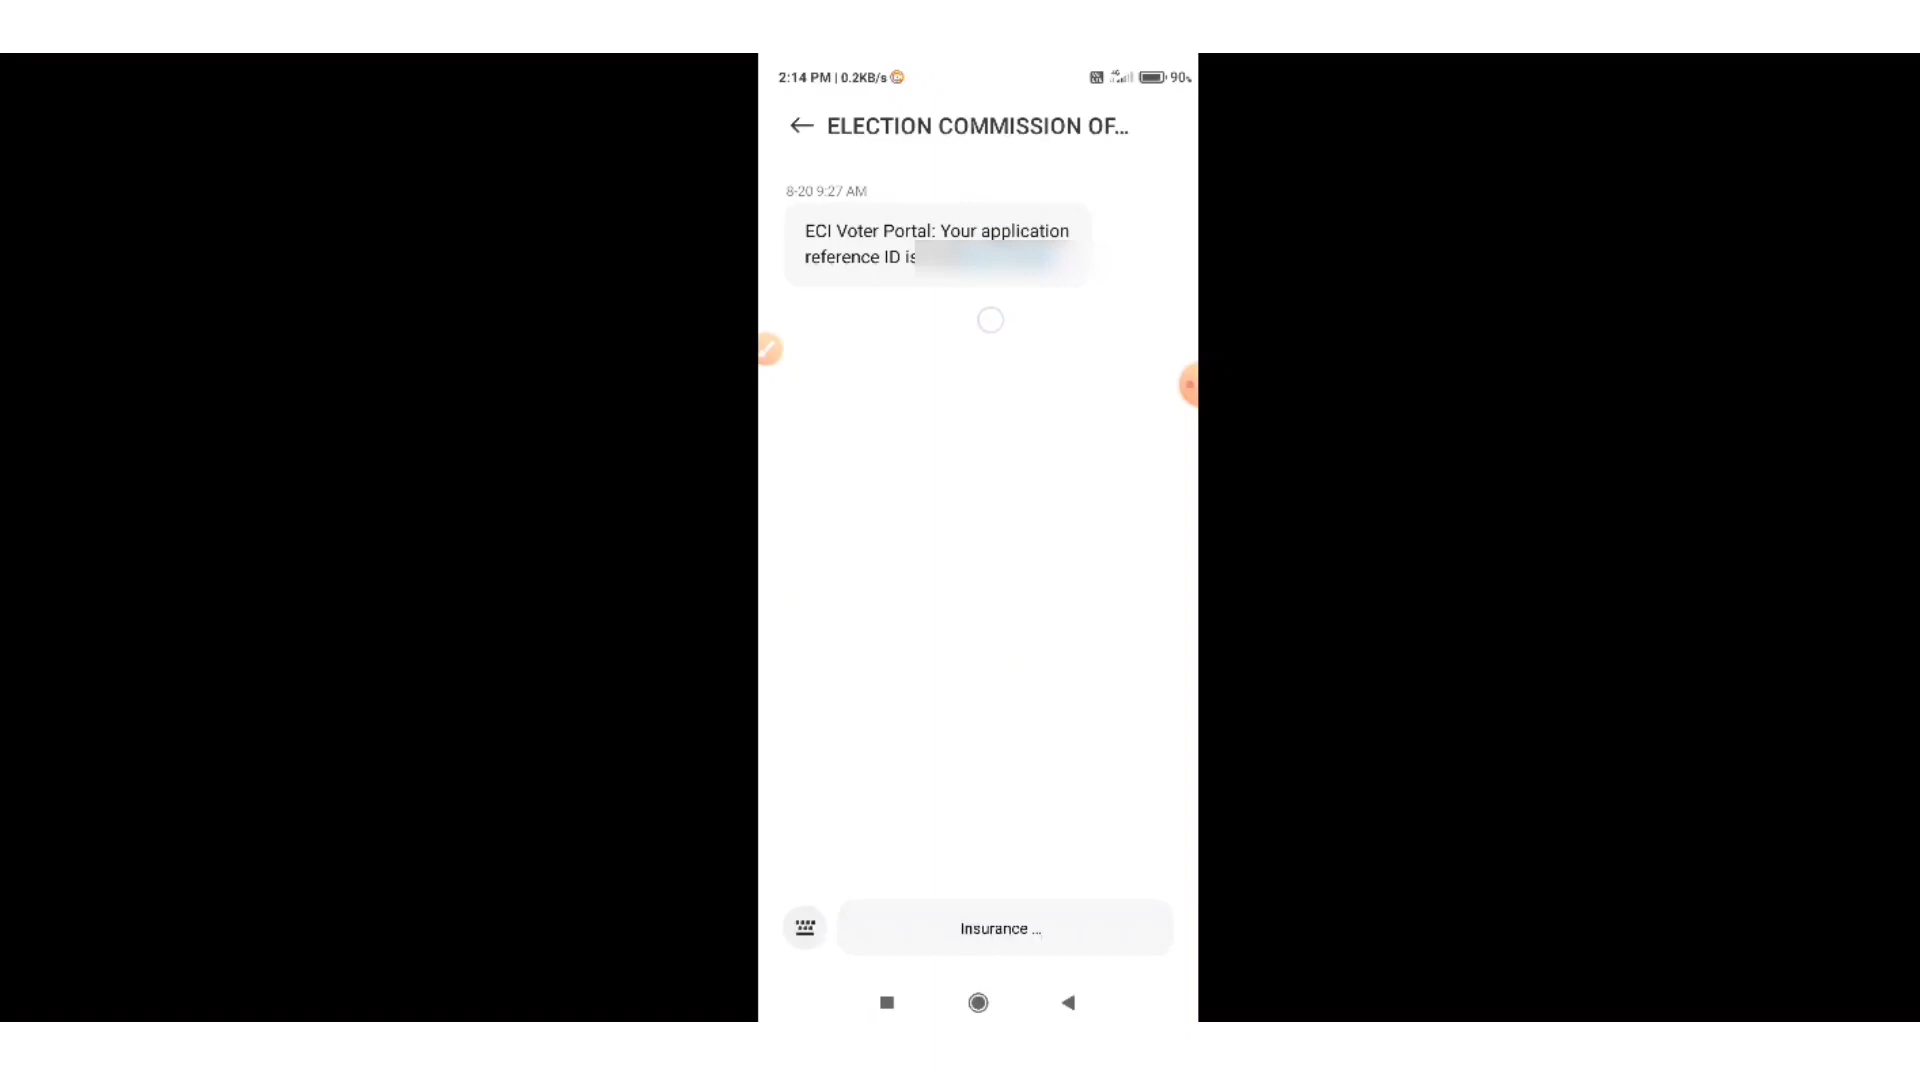 2:14 PM | 0.2KB/s
4G
90%
ELECTION COMMISSION OF...
8-20 9:27 AM
ECI Voter Portal: Your application
reference ID is
Insurance ...